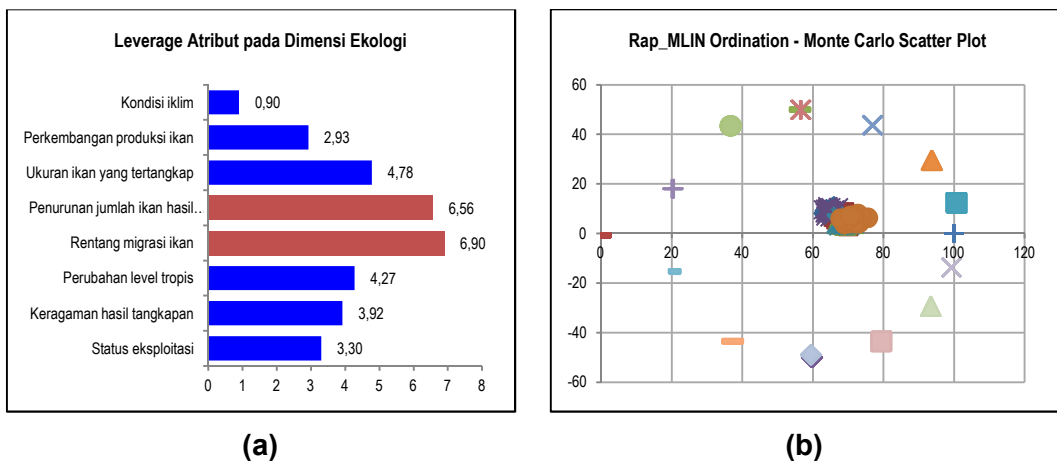 Leverage Atribut pada Dimensi Ekologi
Kondisi iklim
0,90
Perkembangan produksi ikan
2,93
Ukuran ikan yang tertangkap
4,78
Penurunan jumlah ikan hasil...
6,56
Rentang migrasi ikan
6,90
Perubahan level tropis
4,27
Keragaman hasil tangkapan
3,92
Status eksploitasi
3,30
0 1 2 3 4 5 6 7 8
(a)
Rap_MLIN Ordination - Monte Carlo Scatter Plot
60
40
20
0
-20
-40
-60
0 20 40 60 80 100 120
(b)